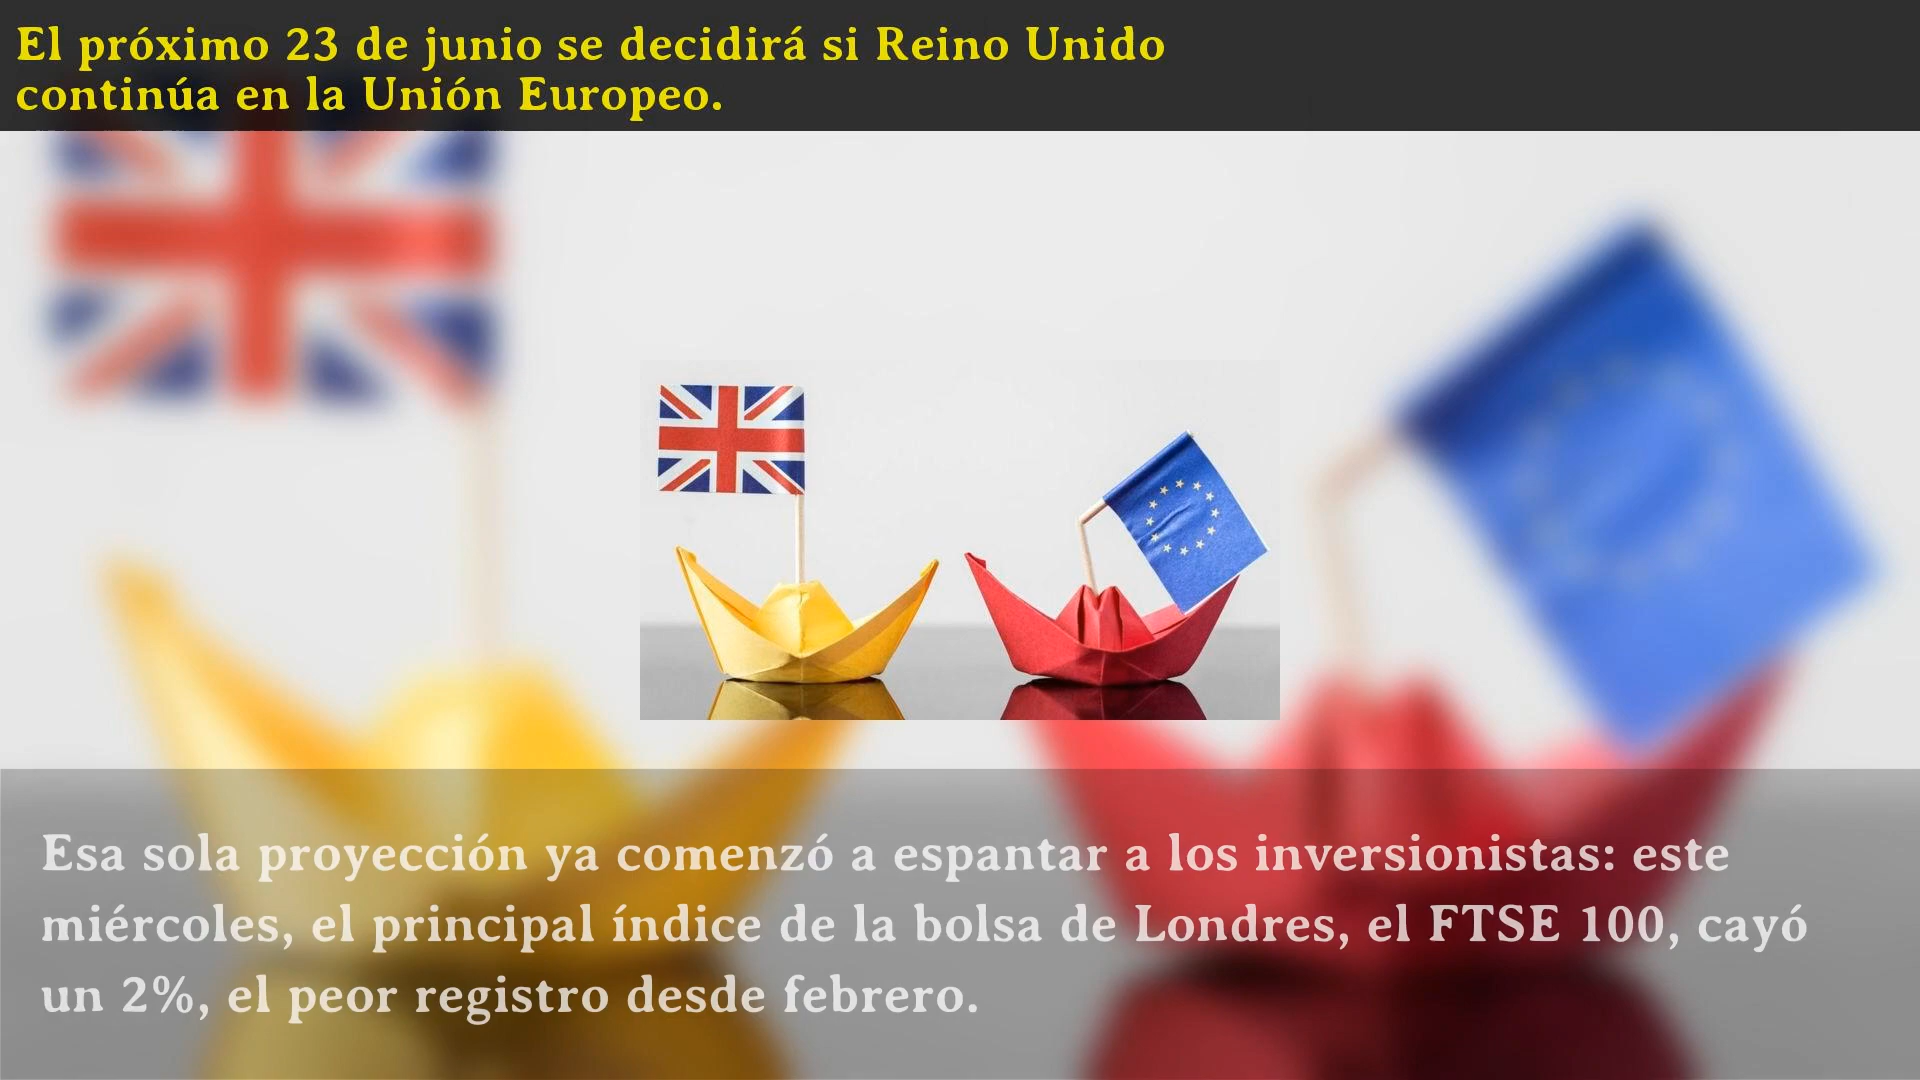 El próximo 23 de junio se decidirá si Reino Unido
continúa en la Unión Europeo.
Esa sola proyección ya comenzó a espantar a los inversionistas: este
miércoles, el principal índice de la bolsa de Londres, el FTSE 100, cayó
un 2%, el peor registro desde febrero.